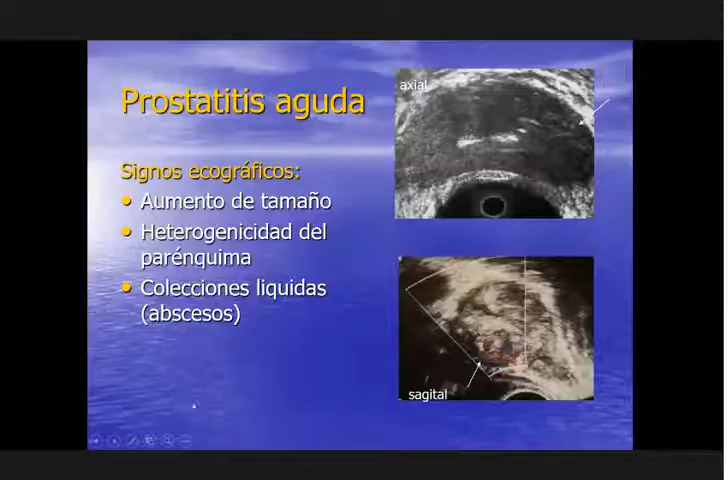 Prostatitis aguda
Signos ecográficos:
Aumento de tamaño
Heterogenicidad del
parénquima
Colecciones liquidas
(abscesos)
axial
sagital